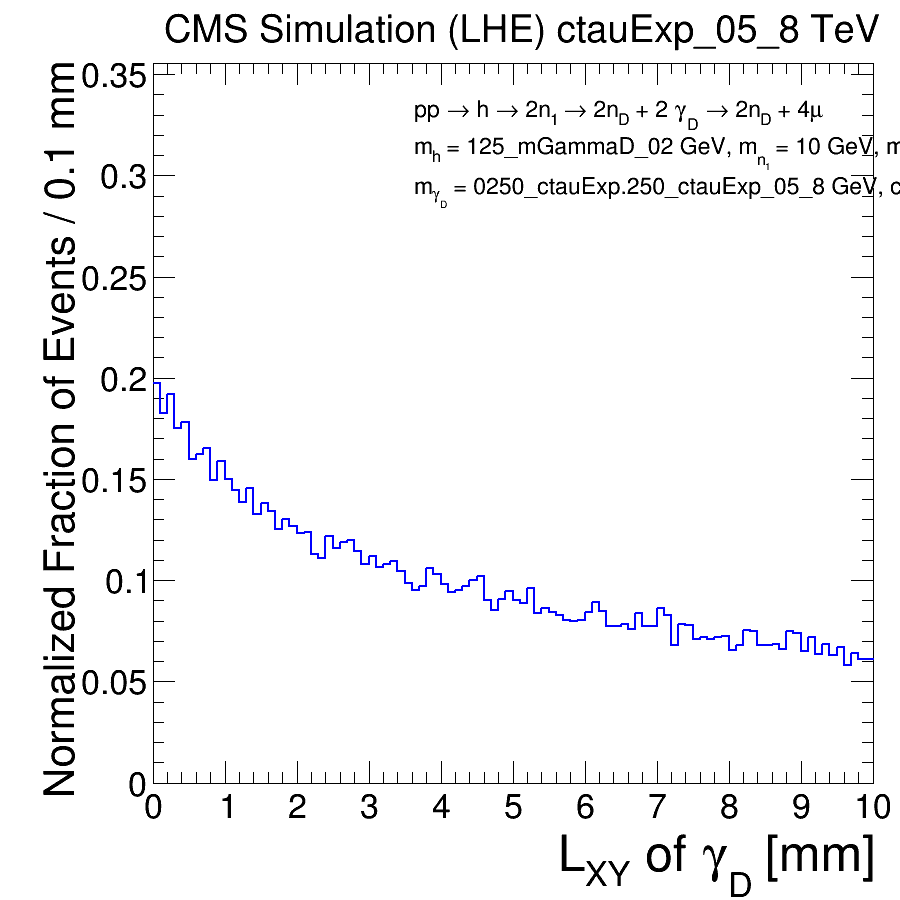 CMS Simulation (LHE) ctauExp_05_8 TeV
pp → h → 2n1 → 2nD + 2 γD → 2nD + 4μ
mh = 125_mGammaD_02 GeV, mn1 = 10 GeV, m
mγD = 0250_ctauExp.250_ctauExp_05_8 GeV, c
Normalized Fraction of Events / 0.1 mm
0.35
0.3
0.25
0.2
0.15
0.1
0.05
0
0 1 2 3 4 5 6 7 8 9 10
LXY of γD [mm]